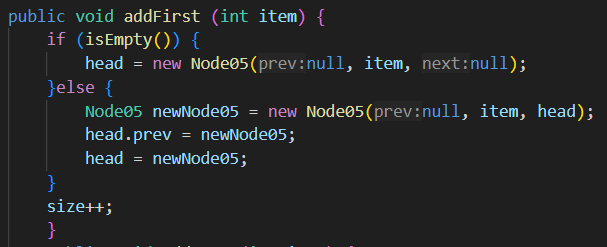 public void addFirst (int item) {
if (isEmpty()) {
head = new Node05(prev:null, item, next:null);
}else {
Node05 newNode05 = new Node05(prev:null, item, head);
head.prev = newNode05;
head = newNode05;
}
size++;
}